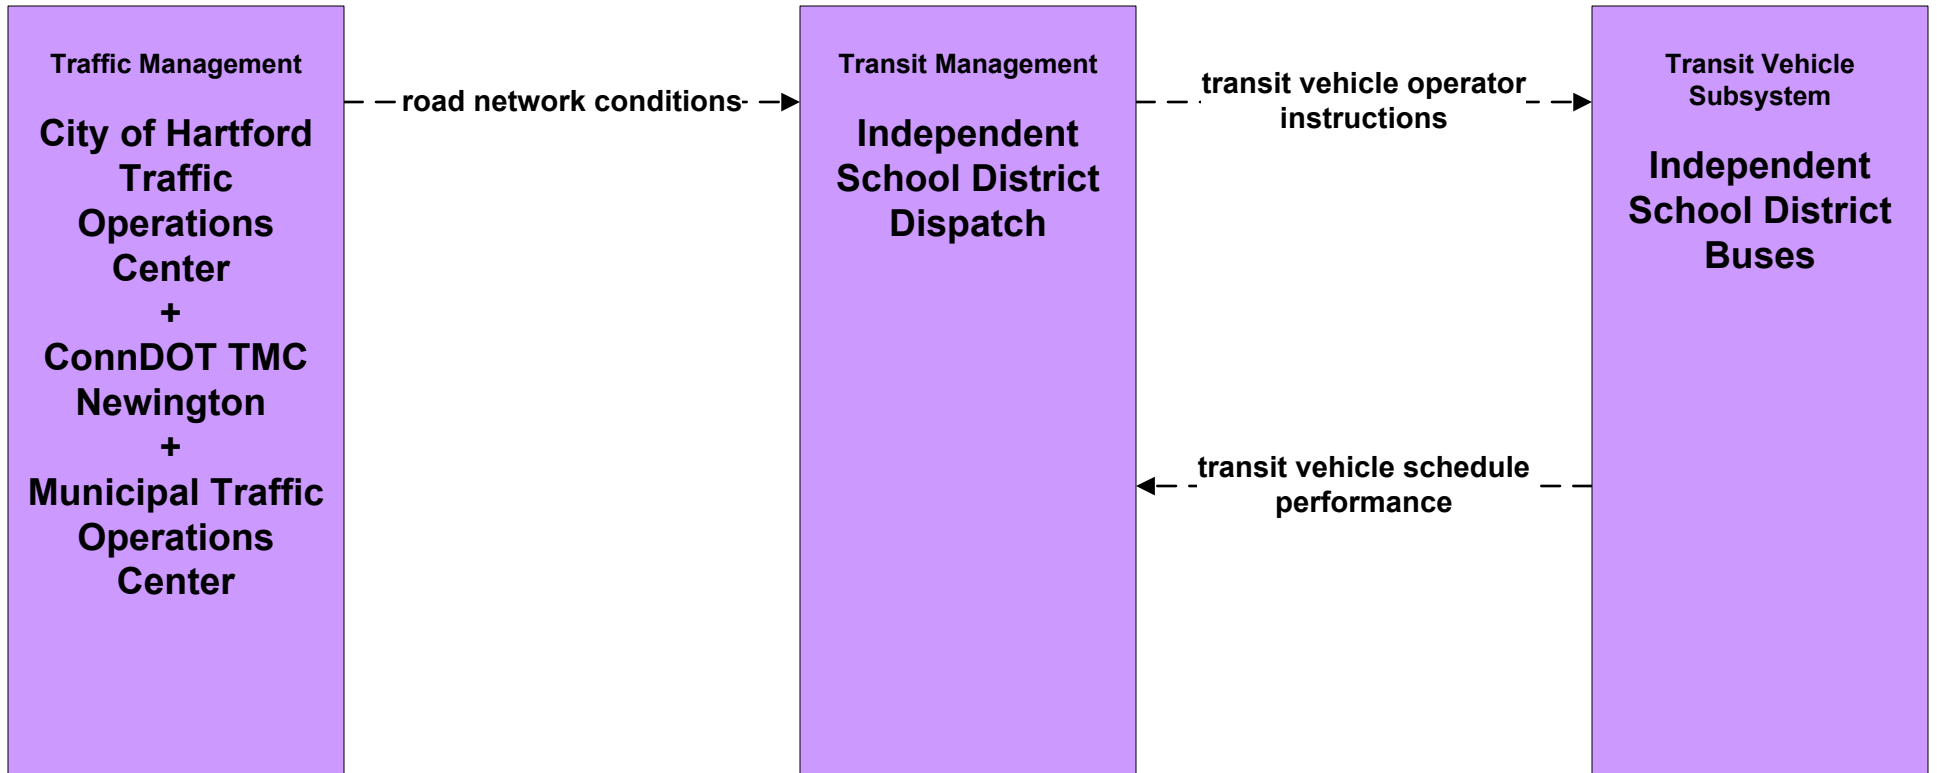 Traffic Management
City of Hartford
Traffic
Operations
Center
+
ConnDOT TMC
Newington
+
Municipal Traffic
Operations
Center
road network conditions
Transit Management
Independent
School District
Dispatch
transit vehicle operator
instructions
transit vehicle schedule
performance
Transit Vehicle
Subsystem
Independent
School District
Buses